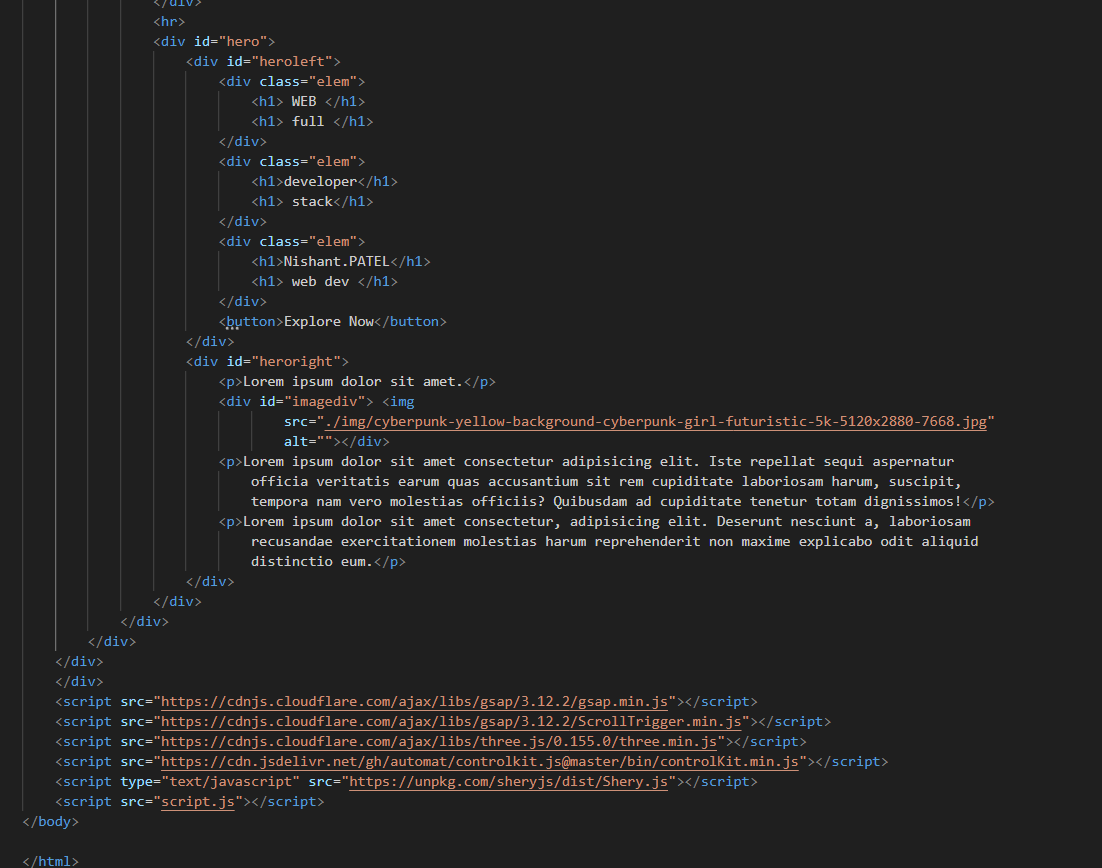 </div>
<hr>
<div id="hero">
<div id="heroleft">
<div class="elem">
<h1> WEB </h1>
<h1> full </h1>
</div>
<div class="elem">
<h1>developer</h1>
<h1> stack</h1>
</div>
<div class="elem">
<h1>Nishant.PATEL</h1>
<h1> web dev </h1>
</div>
<button>Explore Now</button>
</div>
<div id="heroright">
<p>Lorem ipsum dolor sit amet.</p>
<div id="imagediv"> <img
src="./img/cyberpunk-yellow-background-cyberpunk-girl-futuristic-5k-5120x2880-7668.jpg"
alt=""></div>
<p>Lorem ipsum dolor sit amet consectetur adipisicing elit. Iste repellat sequi aspernatur
officia veritatis earum quas accusantium sit rem cupiditate laboriosam harum, suscipit,
tempora nam vero molestias officiis? Quibusdam ad cupiditate tenetur totam dignissimos!</p>
<p>Lorem ipsum dolor sit amet consectetur, adipisicing elit. Deserunt nesciunt a, laboriosam
recusandae exercitationem molestias harum reprehenderit non maxime explicabo odit aliquid
distinctio eum.</p>
</div>
</div>
</div>
</div>
</div>
</div>
<script src="https://cdnjs.cloudflare.com/ajax/libs/gsap/3.12.2/gsap.min.js"></script>
<script src="https://cdnjs.cloudflare.com/ajax/libs/gsap/3.12.2/ScrollTrigger.min.js"></script>
<script src="https://cdnjs.cloudflare.com/ajax/libs/three.js/0.155.0/three.min.js"></script>
<script src="https://cdn.jsdelivr.net/gh/automat/controlkit.js@master/bin/controlKit.min.js"></script>
<script type="text/javascript" src="https://unpkg.com/sheryjs/dist/Shery.js"></script>
<script src="script.js"></script>
</body>
</html>